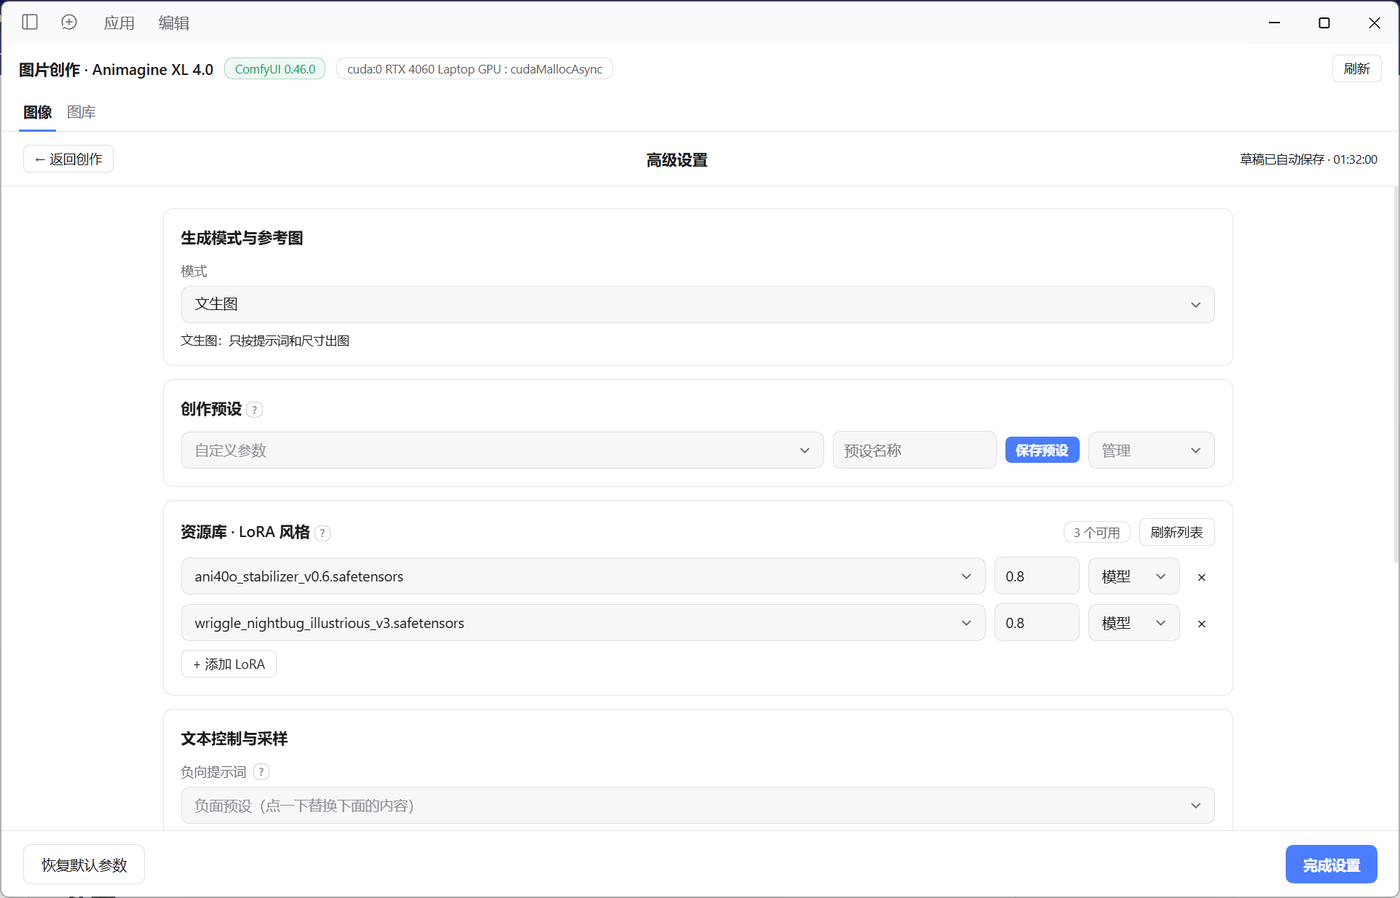 应用 编辑
图片创作 · Animagine XL 4.0 ComfyUI 0.46.0 cuda:0 RTX 4060 Laptop GPU : cudaMallocAsync 刷新
图像 图库
← 返回创作 高级设置 草稿已自动保存 · 01:32:00
生成模式与参考图
模式
文生图
文生图：只按提示词和尺寸出图
创作预设 ?
自定义参数 预设名称 保存预设 管理
资源库 · LoRA 风格 ? 3 个可用 刷新列表
ani40o_stabilizer_v0.6.safetensors 0.8 模型 ×
wriggle_nightbug_illustrious_v3.safetensors 0.8 模型 ×
+ 添加 LoRA
文本控制与采样
负向提示词 ?
负面预设（点一下替换下面的内容）
恢复默认参数 完成设置